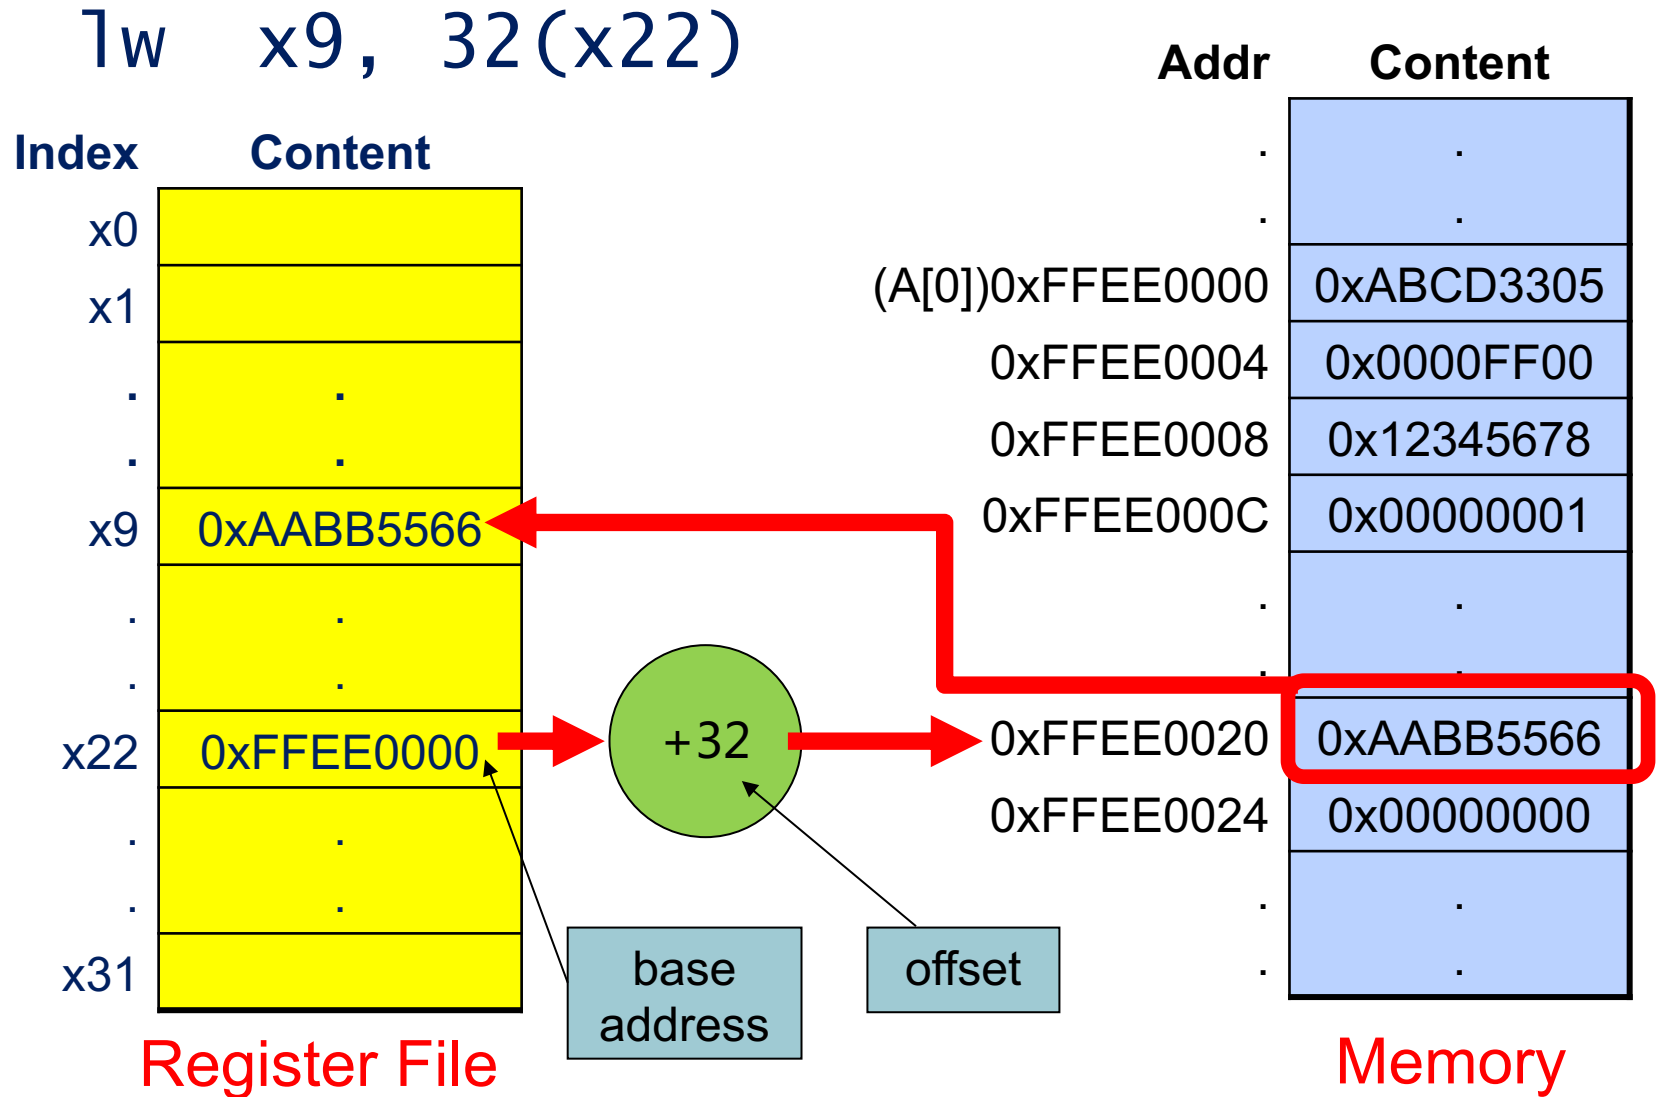 lw  x9, 32(x22)
Index Content
x0
x1
. .
. .
x9 0xAABB5566
. .
. .
x22 0xFFEE0000
. .
. .
x31
Register File
+32
base
address
offset
Addr Content
. .
. .
(A[0])0xFFEE0000 0xABCD3305
0xFFEE0004 0x0000FF00
0xFFEE0008 0x12345678
0xFFEE000C 0x00000001
. .
. .
0xFFEE0020 0xAABB5566
0xFFEE0024 0x00000000
. .
. .
Memory